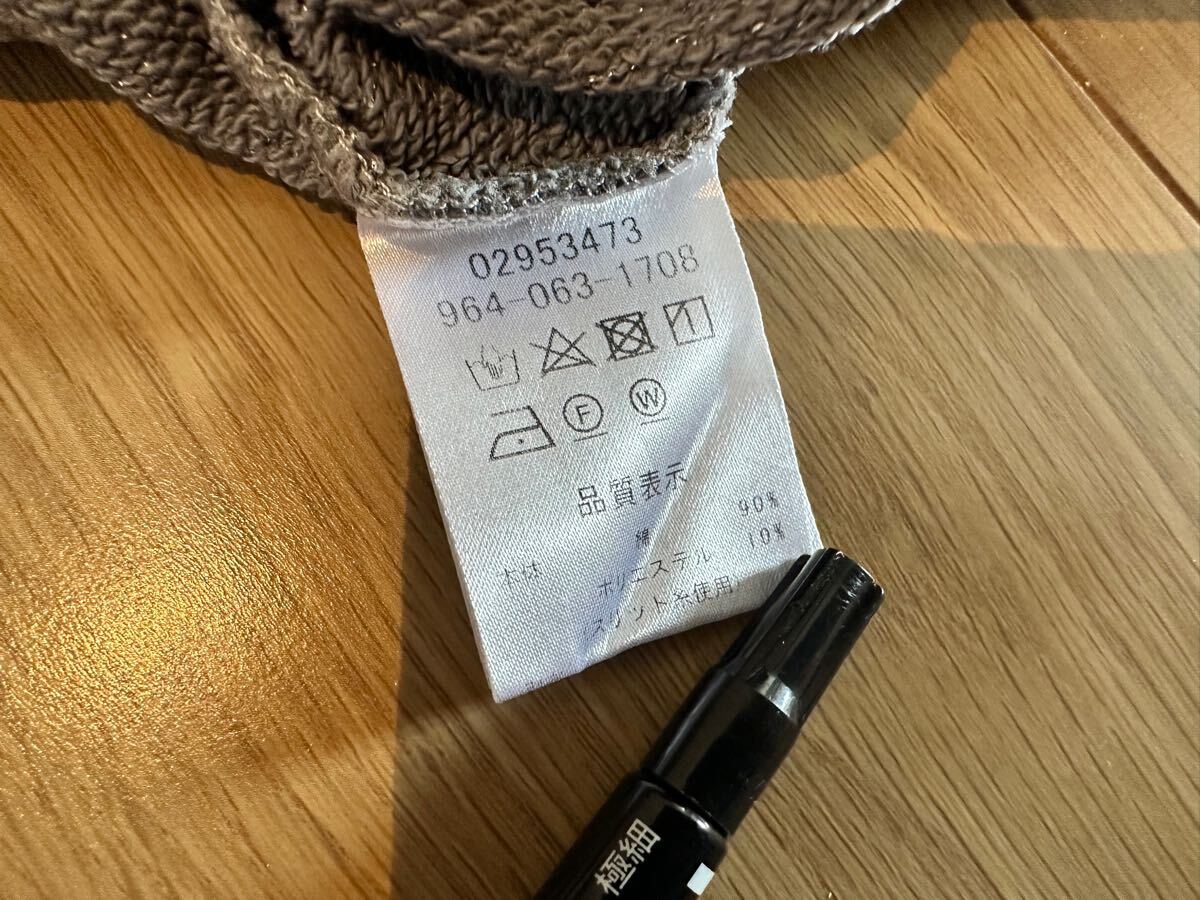 02953473
964-063-1708
1
F W
品質表示
本体 綿 90%
ポリエステル 10%
スリット糸使用
極細